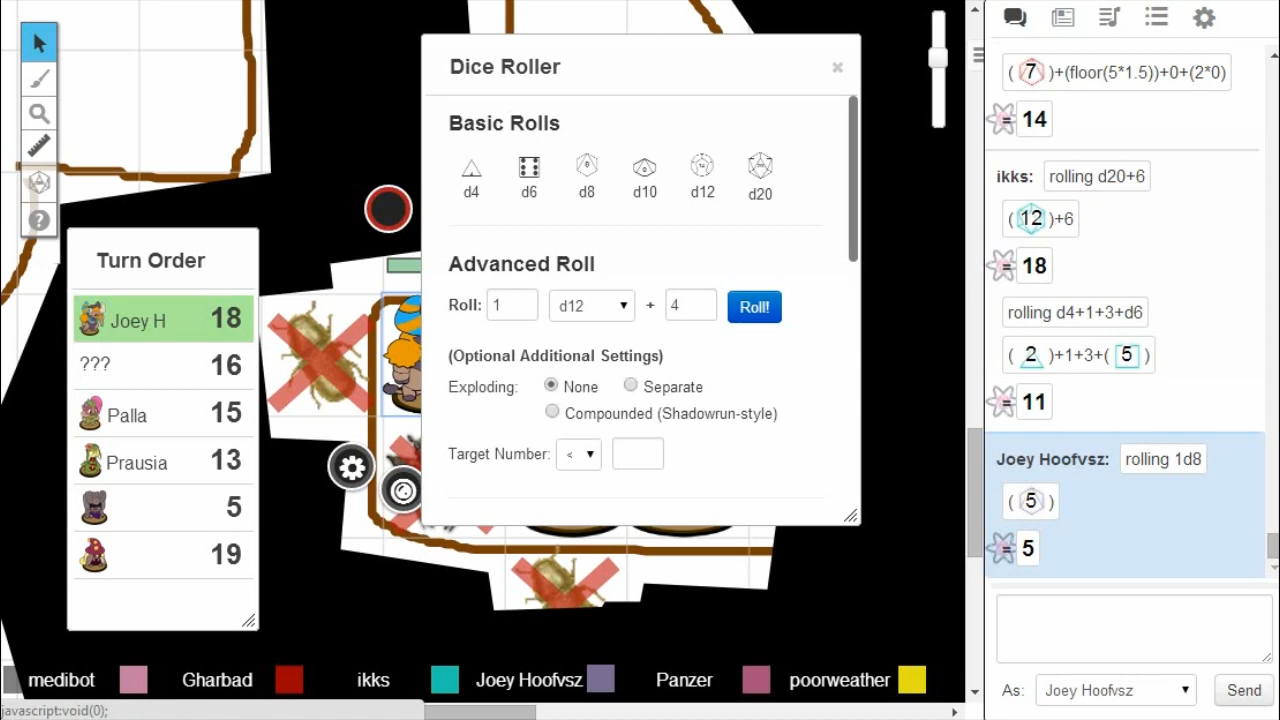 Turn Order
Joey H 18
??? 16
Palla 15
Prausia 13
5
19
Dice Roller
×
Basic Rolls
d4 d6 d8 d10 d12 d20
Advanced Roll
Roll: 1 d12 + 4 Roll!
(Optional Additional Settings)
Exploding: None Separate
Compounded (Shadowrun-style)
Target Number: <
(7)+(floor(5*1.5))+0+(2*0)
= 14
ikks: rolling d20+6
(12)+6
= 18
rolling d4+1+3+d6
(2)+1+3+(5)
= 11
Joey Hoofvsz: rolling 1d8
(5)
= 5
As: Joey Hoofvsz Send
medibot Gharbad ikks Joey Hoofvsz Panzer poorweather
javascript:void(0);